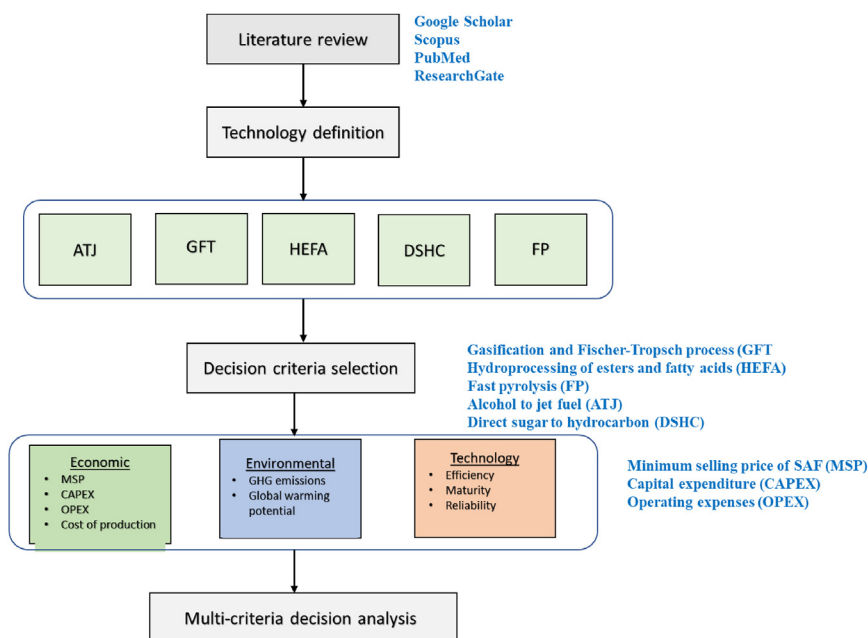 Literature review
Google Scholar
Scopus
PubMed
ResearchGate
Technology definition
ATJ
GFT
HEFA
DSHC
FP
Decision criteria selection
Gasification and Fischer-Tropsch process (GFT
Hydroprocessing of esters and fatty acids (HEFA)
Fast pyrolysis (FP)
Alcohol to jet fuel (ATJ)
Direct sugar to hydrocarbon (DSHC)
Economic
• MSP
• CAPEX
• OPEX
• Cost of production
Environmental
• GHG emissions
• Global warming
potential
Technology
• Efficiency
• Maturity
• Reliability
Minimum selling price of SAF (MSP)
Capital expenditure (CAPEX)
Operating expenses (OPEX)
Multi-criteria decision analysis